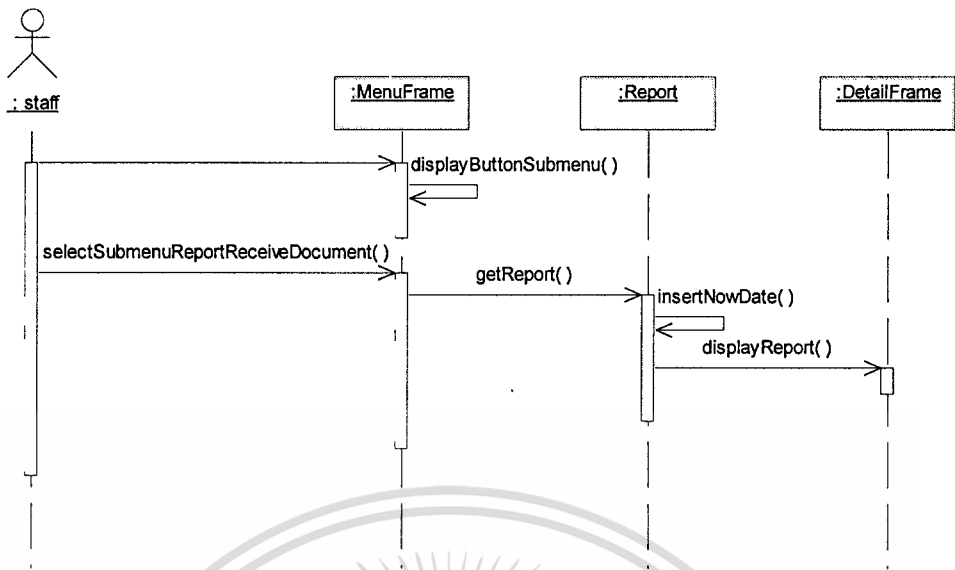 : staff
:MenuFrame
:Report
:DetailFrame
displayButtonSubmenu( )
selectSubmenuReportReceiveDocument( )
getReport( )
insertNowDate( )
displayReport( )